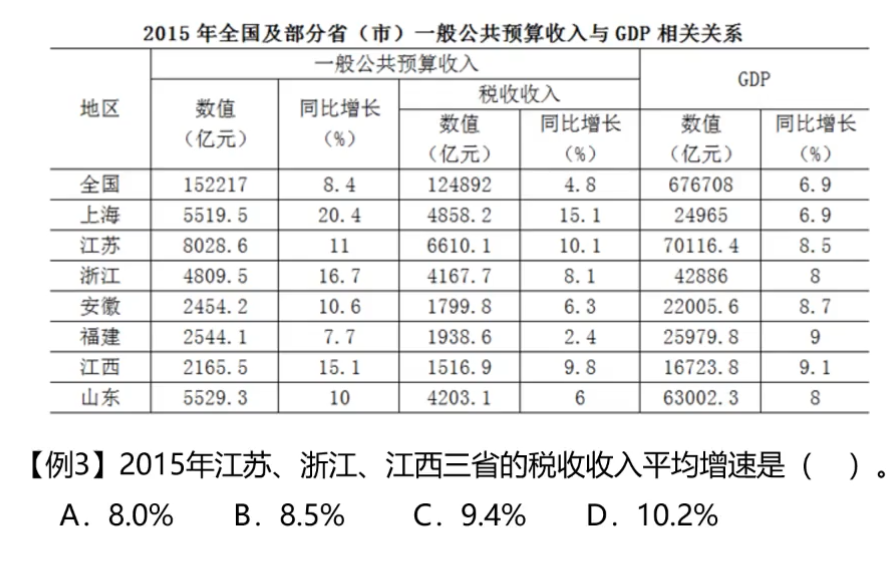 2015年全国及部分省（市）一般公共预算收入与GDP相关关系
地区 一般公共预算收入 GDP
数值（亿元） 同比增长（%） 税收收入 数值（亿元） 同比增长（%）
数值（亿元） 同比增长（%）
全国 152217 8.4 124892 4.8 676708 6.9
上海 5519.5 20.4 4858.2 15.1 24965 6.9
江苏 8028.6 11 6610.1 10.1 70116.4 8.5
浙江 4809.5 16.7 4167.7 8.1 42886 8
安徽 2454.2 10.6 1799.8 6.3 22005.6 8.7
福建 2544.1 7.7 1938.6 2.4 25979.8 9
江西 2165.5 15.1 1516.9 9.8 16723.8 9.1
山东 5529.3 10 4203.1 6 63002.3 8
【例3】2015年江苏、浙江、江西三省的税收收入平均增速是（ ）。
A. 8.0% B. 8.5% C. 9.4% D. 10.2%